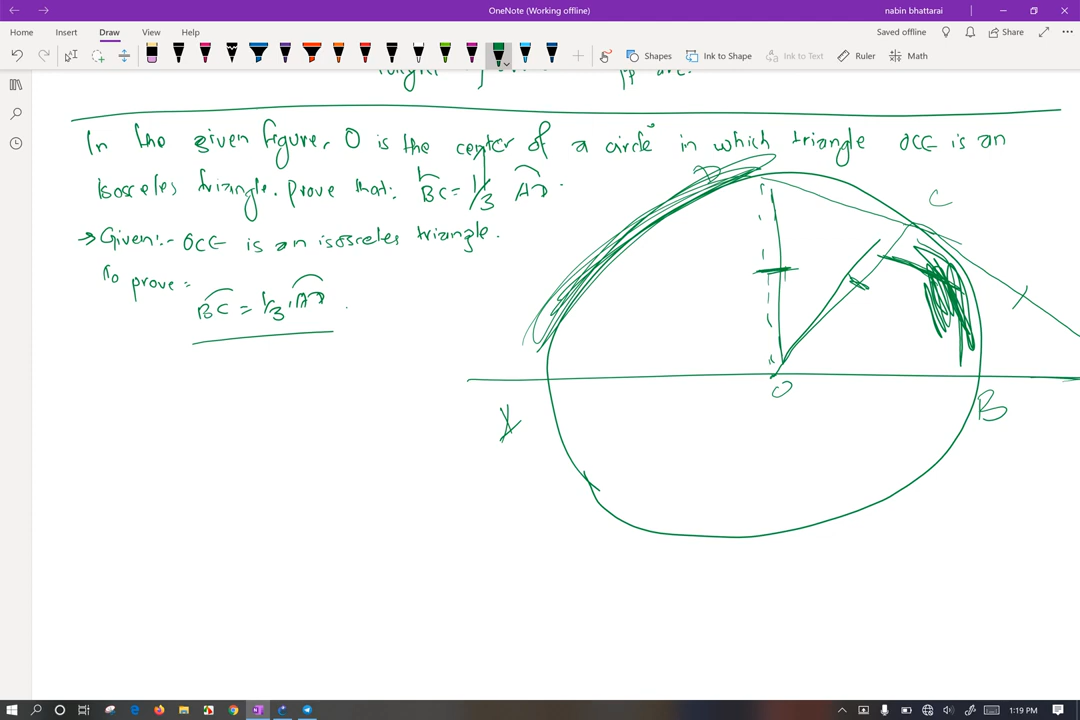 OneNote (Working offline)
nabin bhattarai
Home Insert Draw View Help
Saved offline Share
Shapes Ink to Shape Ink to Text Ruler Math
In the given figure, O is the center of a circle in which triangle OCE is an
Isosceles triangle. Prove that: BC = 1/3 AD.
→ Given:- OCE is an isosceles triangle.
To prove =
BC = 1/3 AD.
D
C
O
A
B
1:19 PM